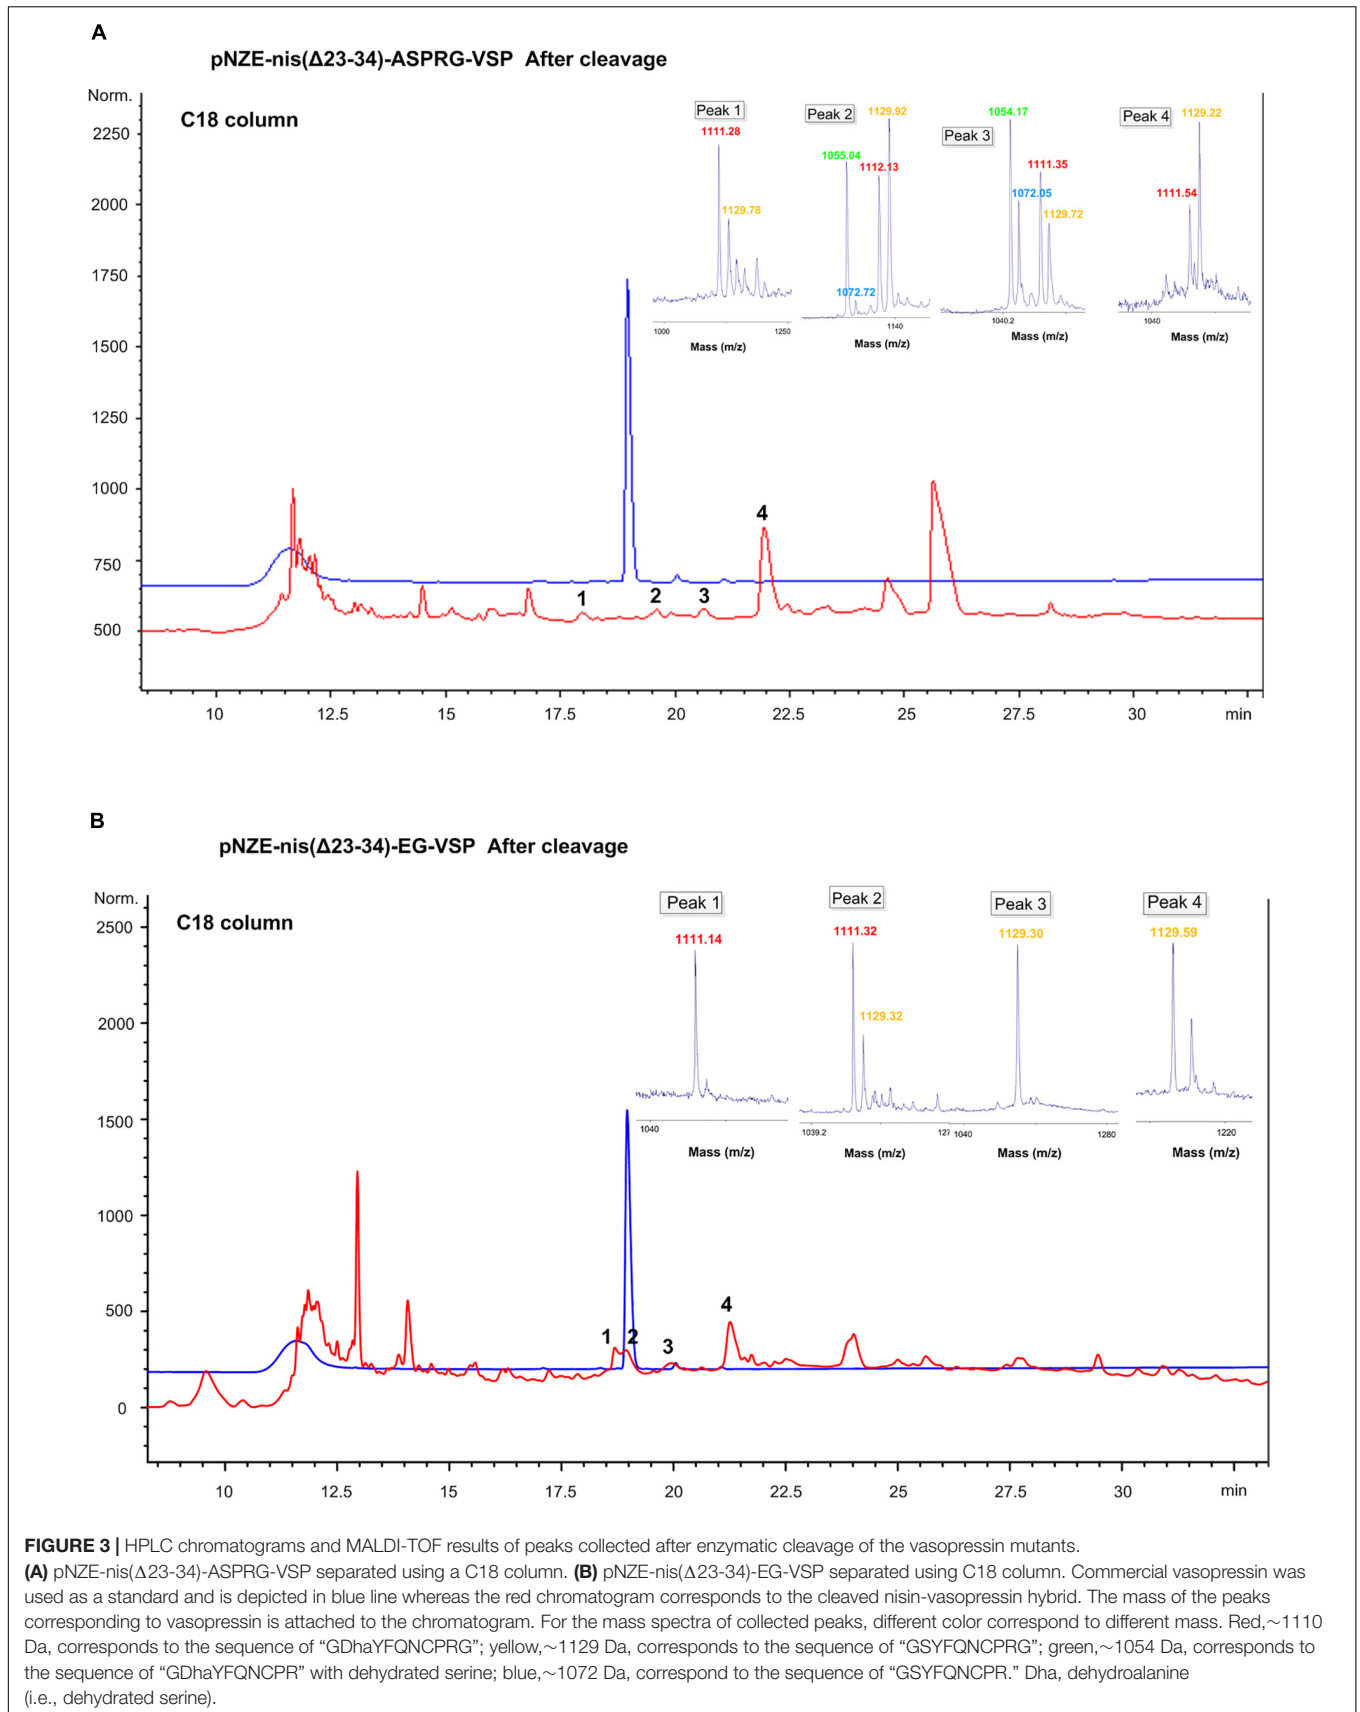 A
pNZE-nis(Δ23-34)-ASPRG-VSP After cleavage
Norm.
C18 column
2250
2000
1750
1500
1250
1000
750
500
10
12.5
15
17.5
20
22.5
25
27.5
30
min
1
2
3
4
Peak 1
1111.28
1129.78
1000
1250
Mass (m/z)
Peak 2
1129.92
1055.04
1112.13
1072.72
1140
Mass (m/z)
Peak 3
1054.17
1111.35
1072.05
1129.72
1040.2
Mass (m/z)
Peak 4
1129.22
1111.54
1040
Mass (m/z)
B
pNZE-nis(Δ23-34)-EG-VSP After cleavage
Norm.
C18 column
2500
2000
1500
1000
500
0
10
12.5
15
17.5
20
22.5
25
27.5
30
min
1
2
3
4
Peak 1
1111.14
1040
Mass (m/z)
Peak 2
1111.32
1129.32
1039.2
127
Mass (m/z)
Peak 3
1129.30
1040
1280
Mass (m/z)
Peak 4
1129.59
1220
Mass (m/z)
FIGURE 3 | HPLC chromatograms and MALDI-TOF results of peaks collected after enzymatic cleavage of the vasopressin mutants.
(A) pNZE-nis(Δ23-34)-ASPRG-VSP separated using a C18 column. (B) pNZE-nis(Δ23-34)-EG-VSP separated using C18 column. Commercial vasopressin was
used as a standard and is depicted in blue line whereas the red chromatogram corresponds to the cleaved nisin-vasopressin hybrid. The mass of the peaks
corresponding to vasopressin is attached to the chromatogram. For the mass spectra of collected peaks, different color correspond to different mass. Red,∼1110
Da, corresponds to the sequence of “GDhaYFQNCPRG”; yellow,∼1129 Da, corresponds to the sequence of “GSYFQNCPRG”; green,∼1054 Da, corresponds to
the sequence of “GDhaYFQNCPR” with dehydrated serine; blue,∼1072 Da, correspond to the sequence of “GSYFQNCPR.” Dha, dehydroalanine
(i.e., dehydrated serine).